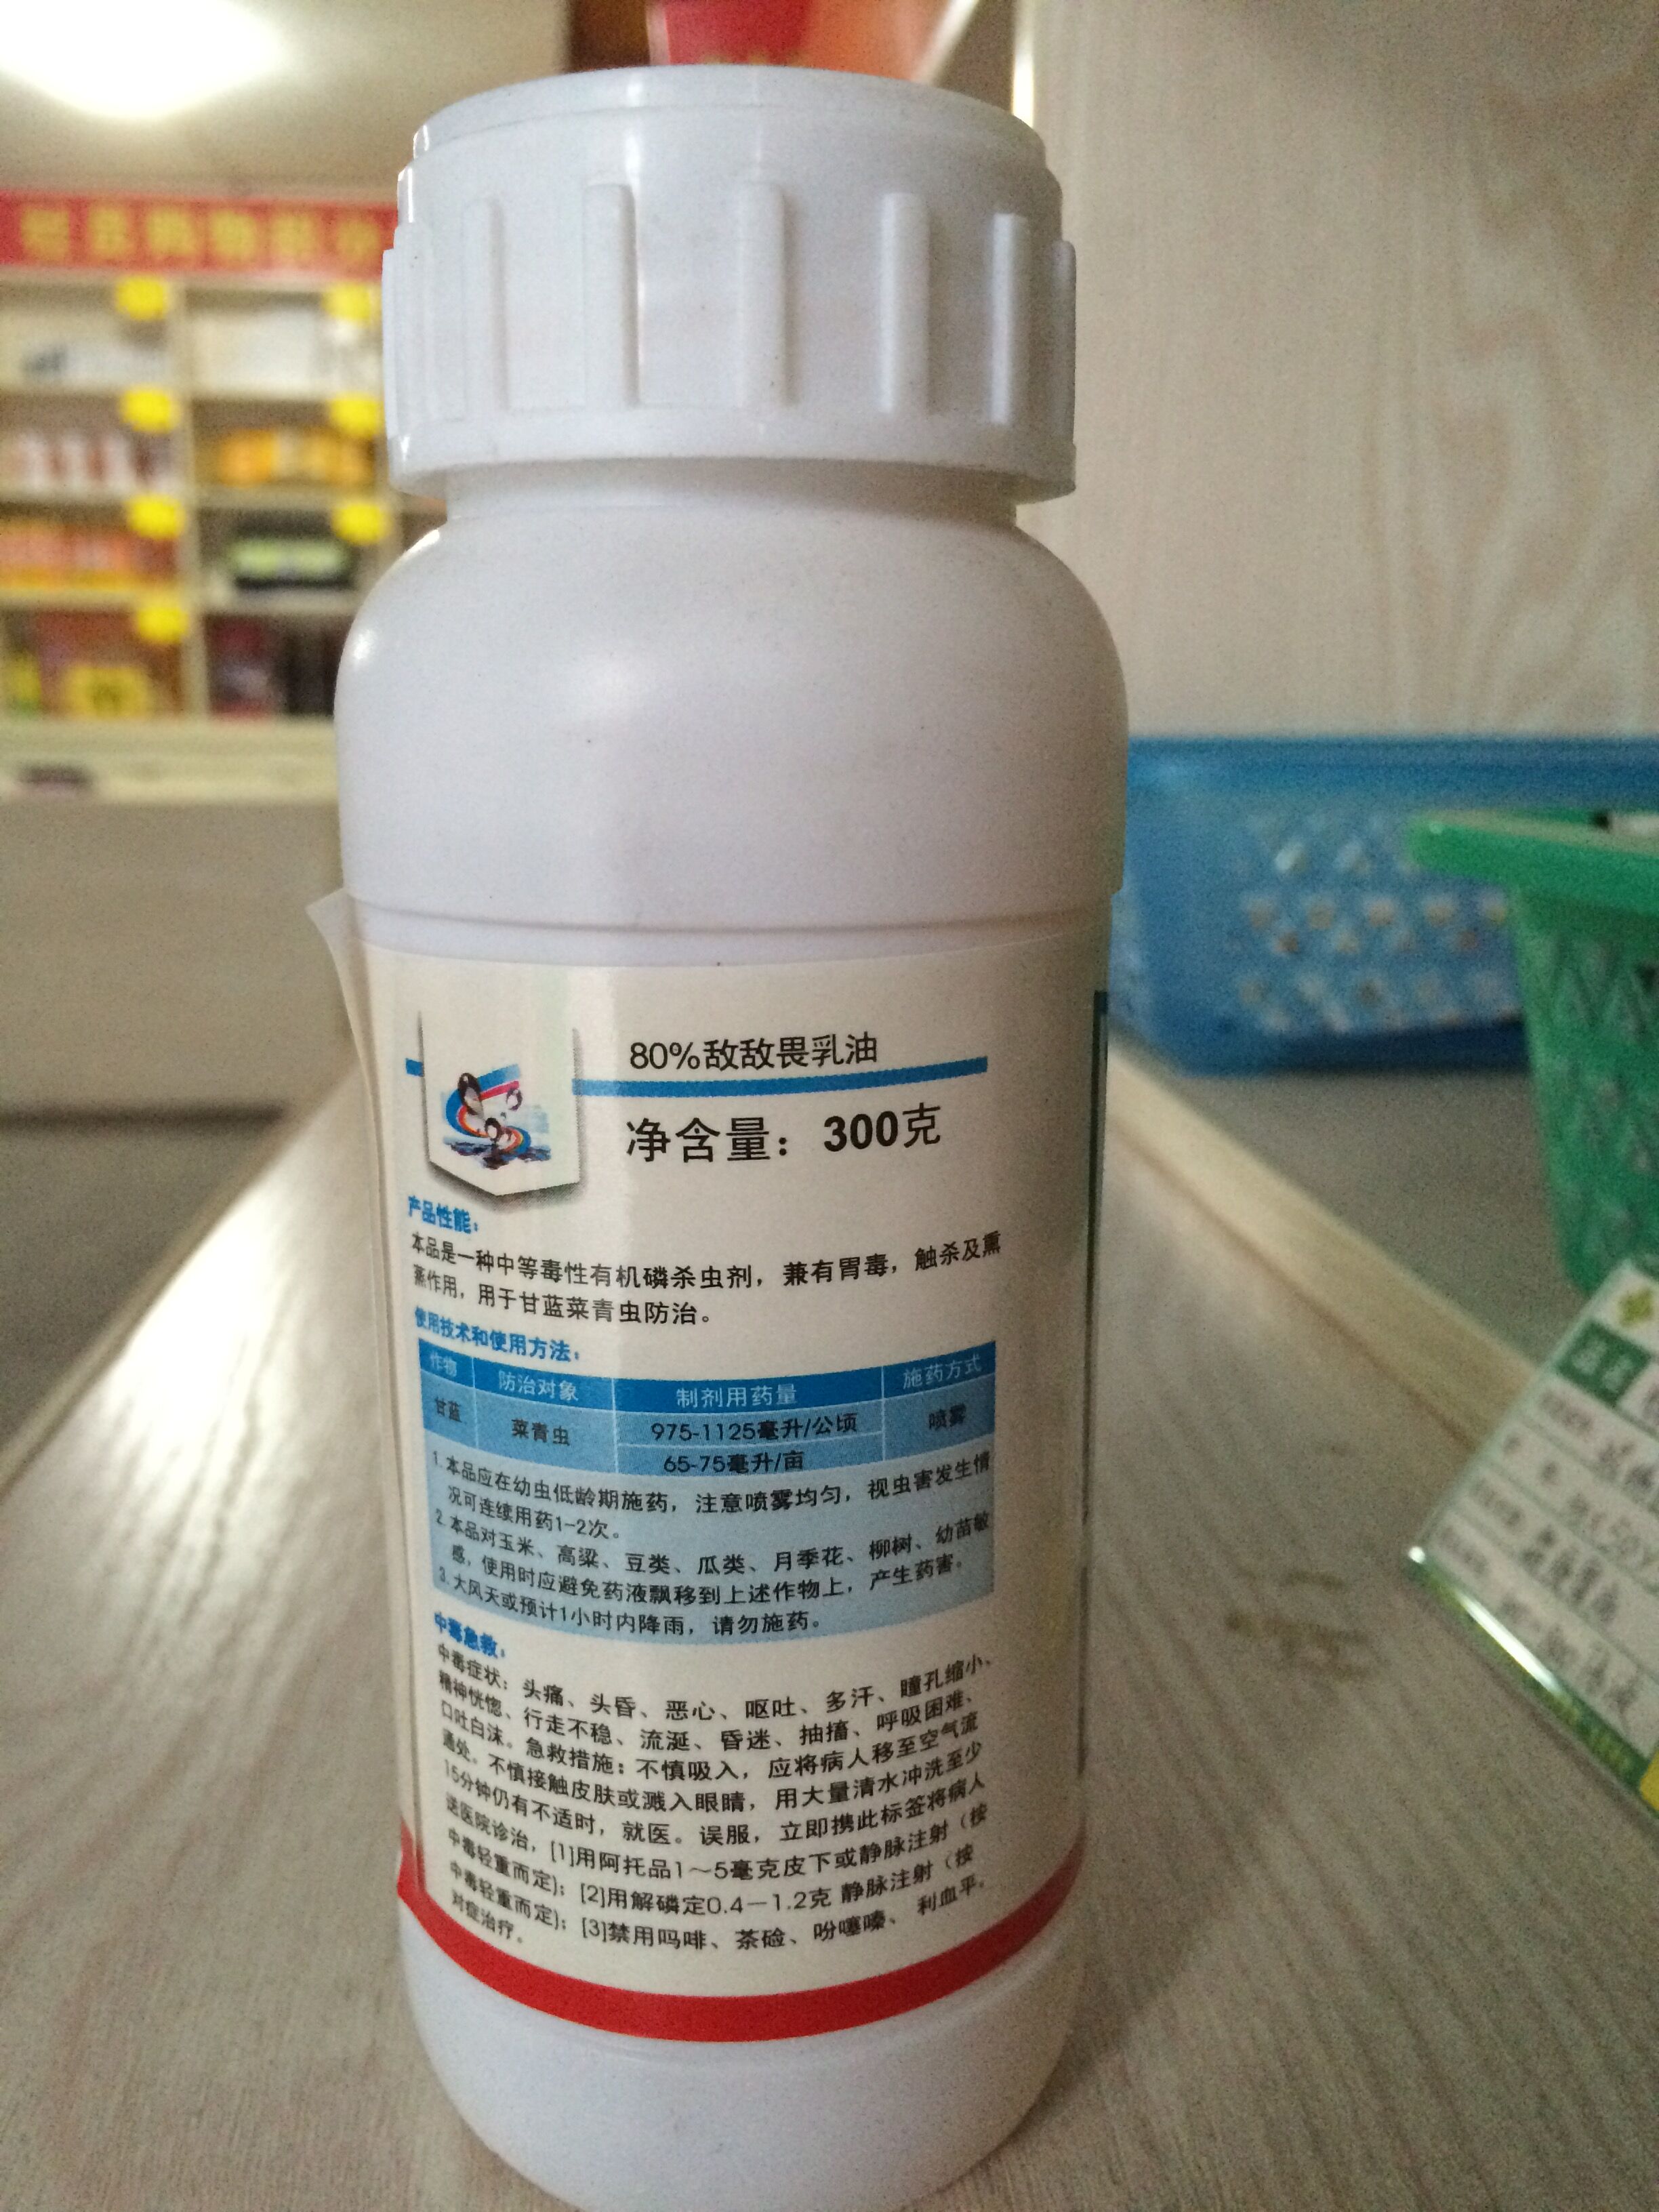 80%敌敌畏乳油
净含量：300克
产品性能：
本品是一种中等毒性有机磷杀虫剂，兼有胃毒，触杀及熏
蒸作用，用于甘蓝菜青虫防治。
使用技术和使用方法：
作物 防治对象 制剂用药量 施药方式
甘蓝 菜青虫 975-1125毫升/公顷 喷雾
65-75毫升/亩
1.本品应在幼虫低龄期施药，注意喷雾均匀，视虫害发生情
况可连续用药1-2次。
2.本品对玉米、高粱、豆类、瓜类、月季花、柳树、幼苗敏
感，使用时应避免药液飘移到上述作物上，产生药害。
3.大风天或预计1小时内降雨，请勿施药。
中毒急救：
中毒症状：头痛、头昏、恶心、呕吐、多汗、瞳孔缩小、
精神恍惚、行走不稳、流涎、昏迷、抽搐、呼吸困难、
口吐白沫。急救措施：不慎吸入，应将病人移至空气流
通处。不慎接触皮肤或溅入眼睛，用大量清水冲洗至少
15分钟仍有不适时，就医。误服，立即携此标签将病人
送医院诊治，[1]用阿托品1～5毫克皮下或静脉注射（按
中毒轻重而定）；[2]用解磷定0.4－1.2克 静脉注射（按
中毒轻重而定）；[3]禁用吗啡、茶硷、吩噻嗪、利血平。
对症治疗。